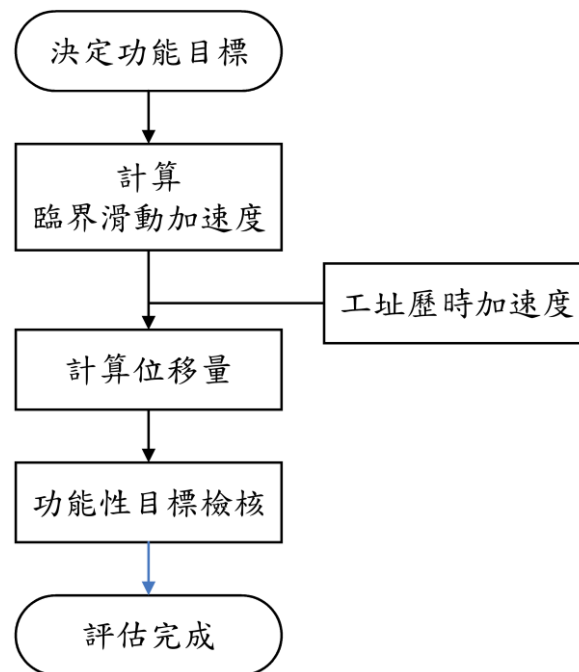 決定功能目標
計算
臨界滑動加速度
工址歷時加速度
計算位移量
功能性目標檢核
評估完成